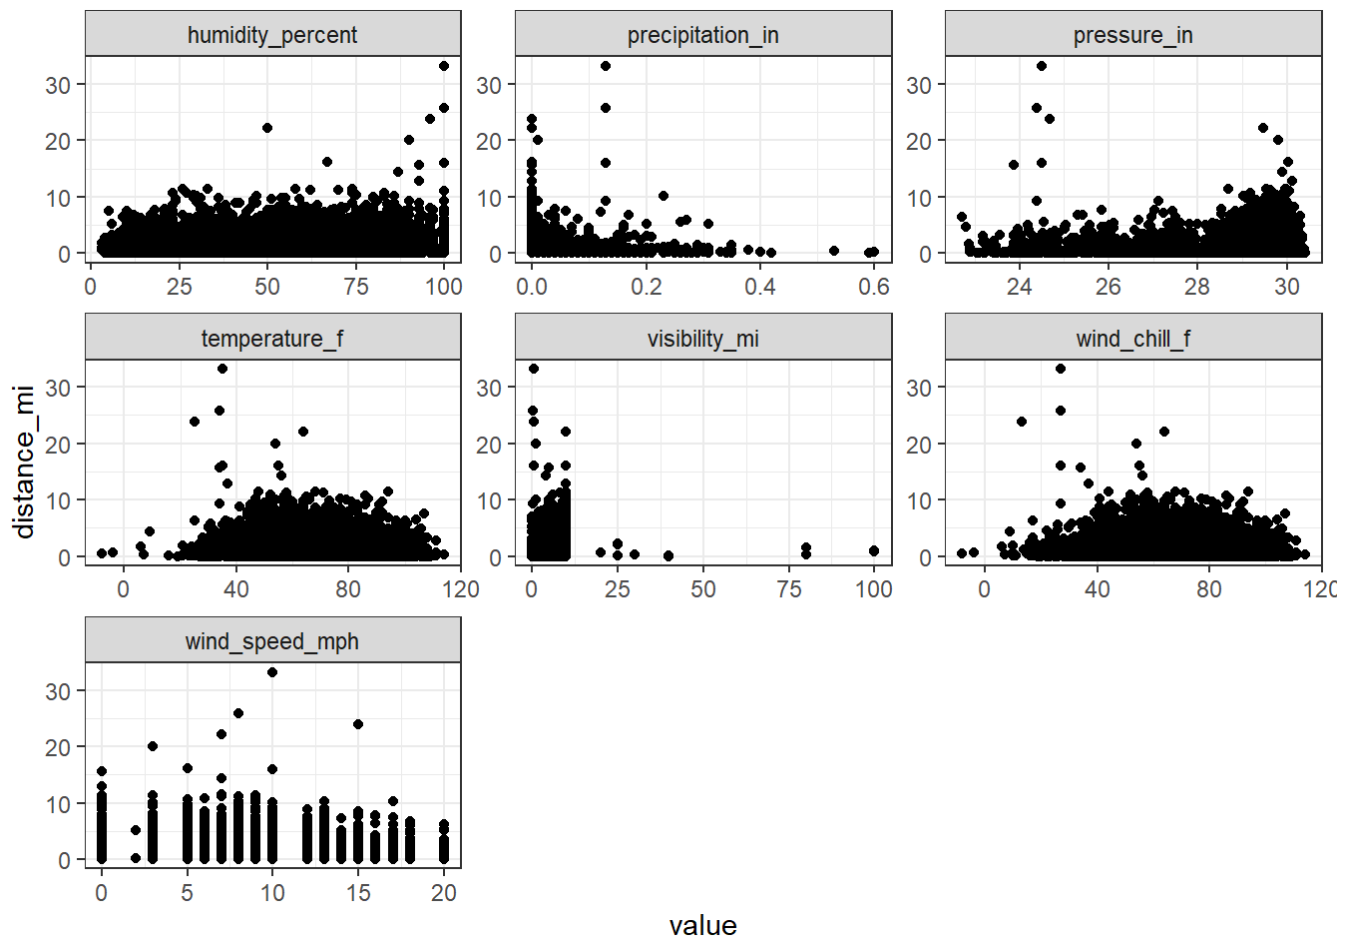 humidity_percent precipitation_in pressure_in
30 30 30
20 20 20
10 10 10
0 0 0
0 25 50 75 100 0.0 0.2 0.4 0.6 24 26 28 30
temperature_f visibility_mi wind_chill_f
30 30 30
20 20 20
10 10 10
0 0 0
0 40 80 120 0 25 50 75 100 0 40 80 120
distance_mi
wind_speed_mph
30
20
10
0
0 5 10 15 20
value